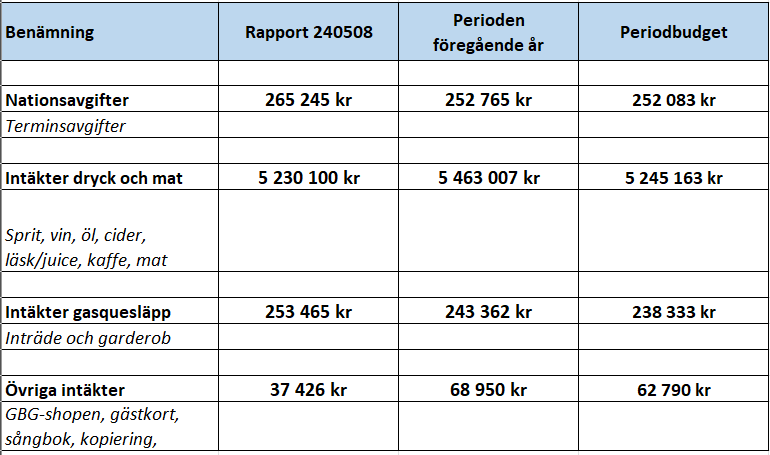 Benämning Rapport 240508 Perioden föregående år Periodbudget
Nationsavgifter 265 245 kr 252 765 kr 252 083 kr
Terminsavgifter
Intäkter dryck och mat 5 230 100 kr 5 463 007 kr 5 245 163 kr
Sprit, vin, öl, cider,
läsk/juice, kaffe, mat
Intäkter gasquesläpp 253 465 kr 243 362 kr 238 333 kr
Inträde och garderob
Övriga intäkter 37 426 kr 68 950 kr 62 790 kr
GBG-shopen, gästkort,
sångbok, kopiering,